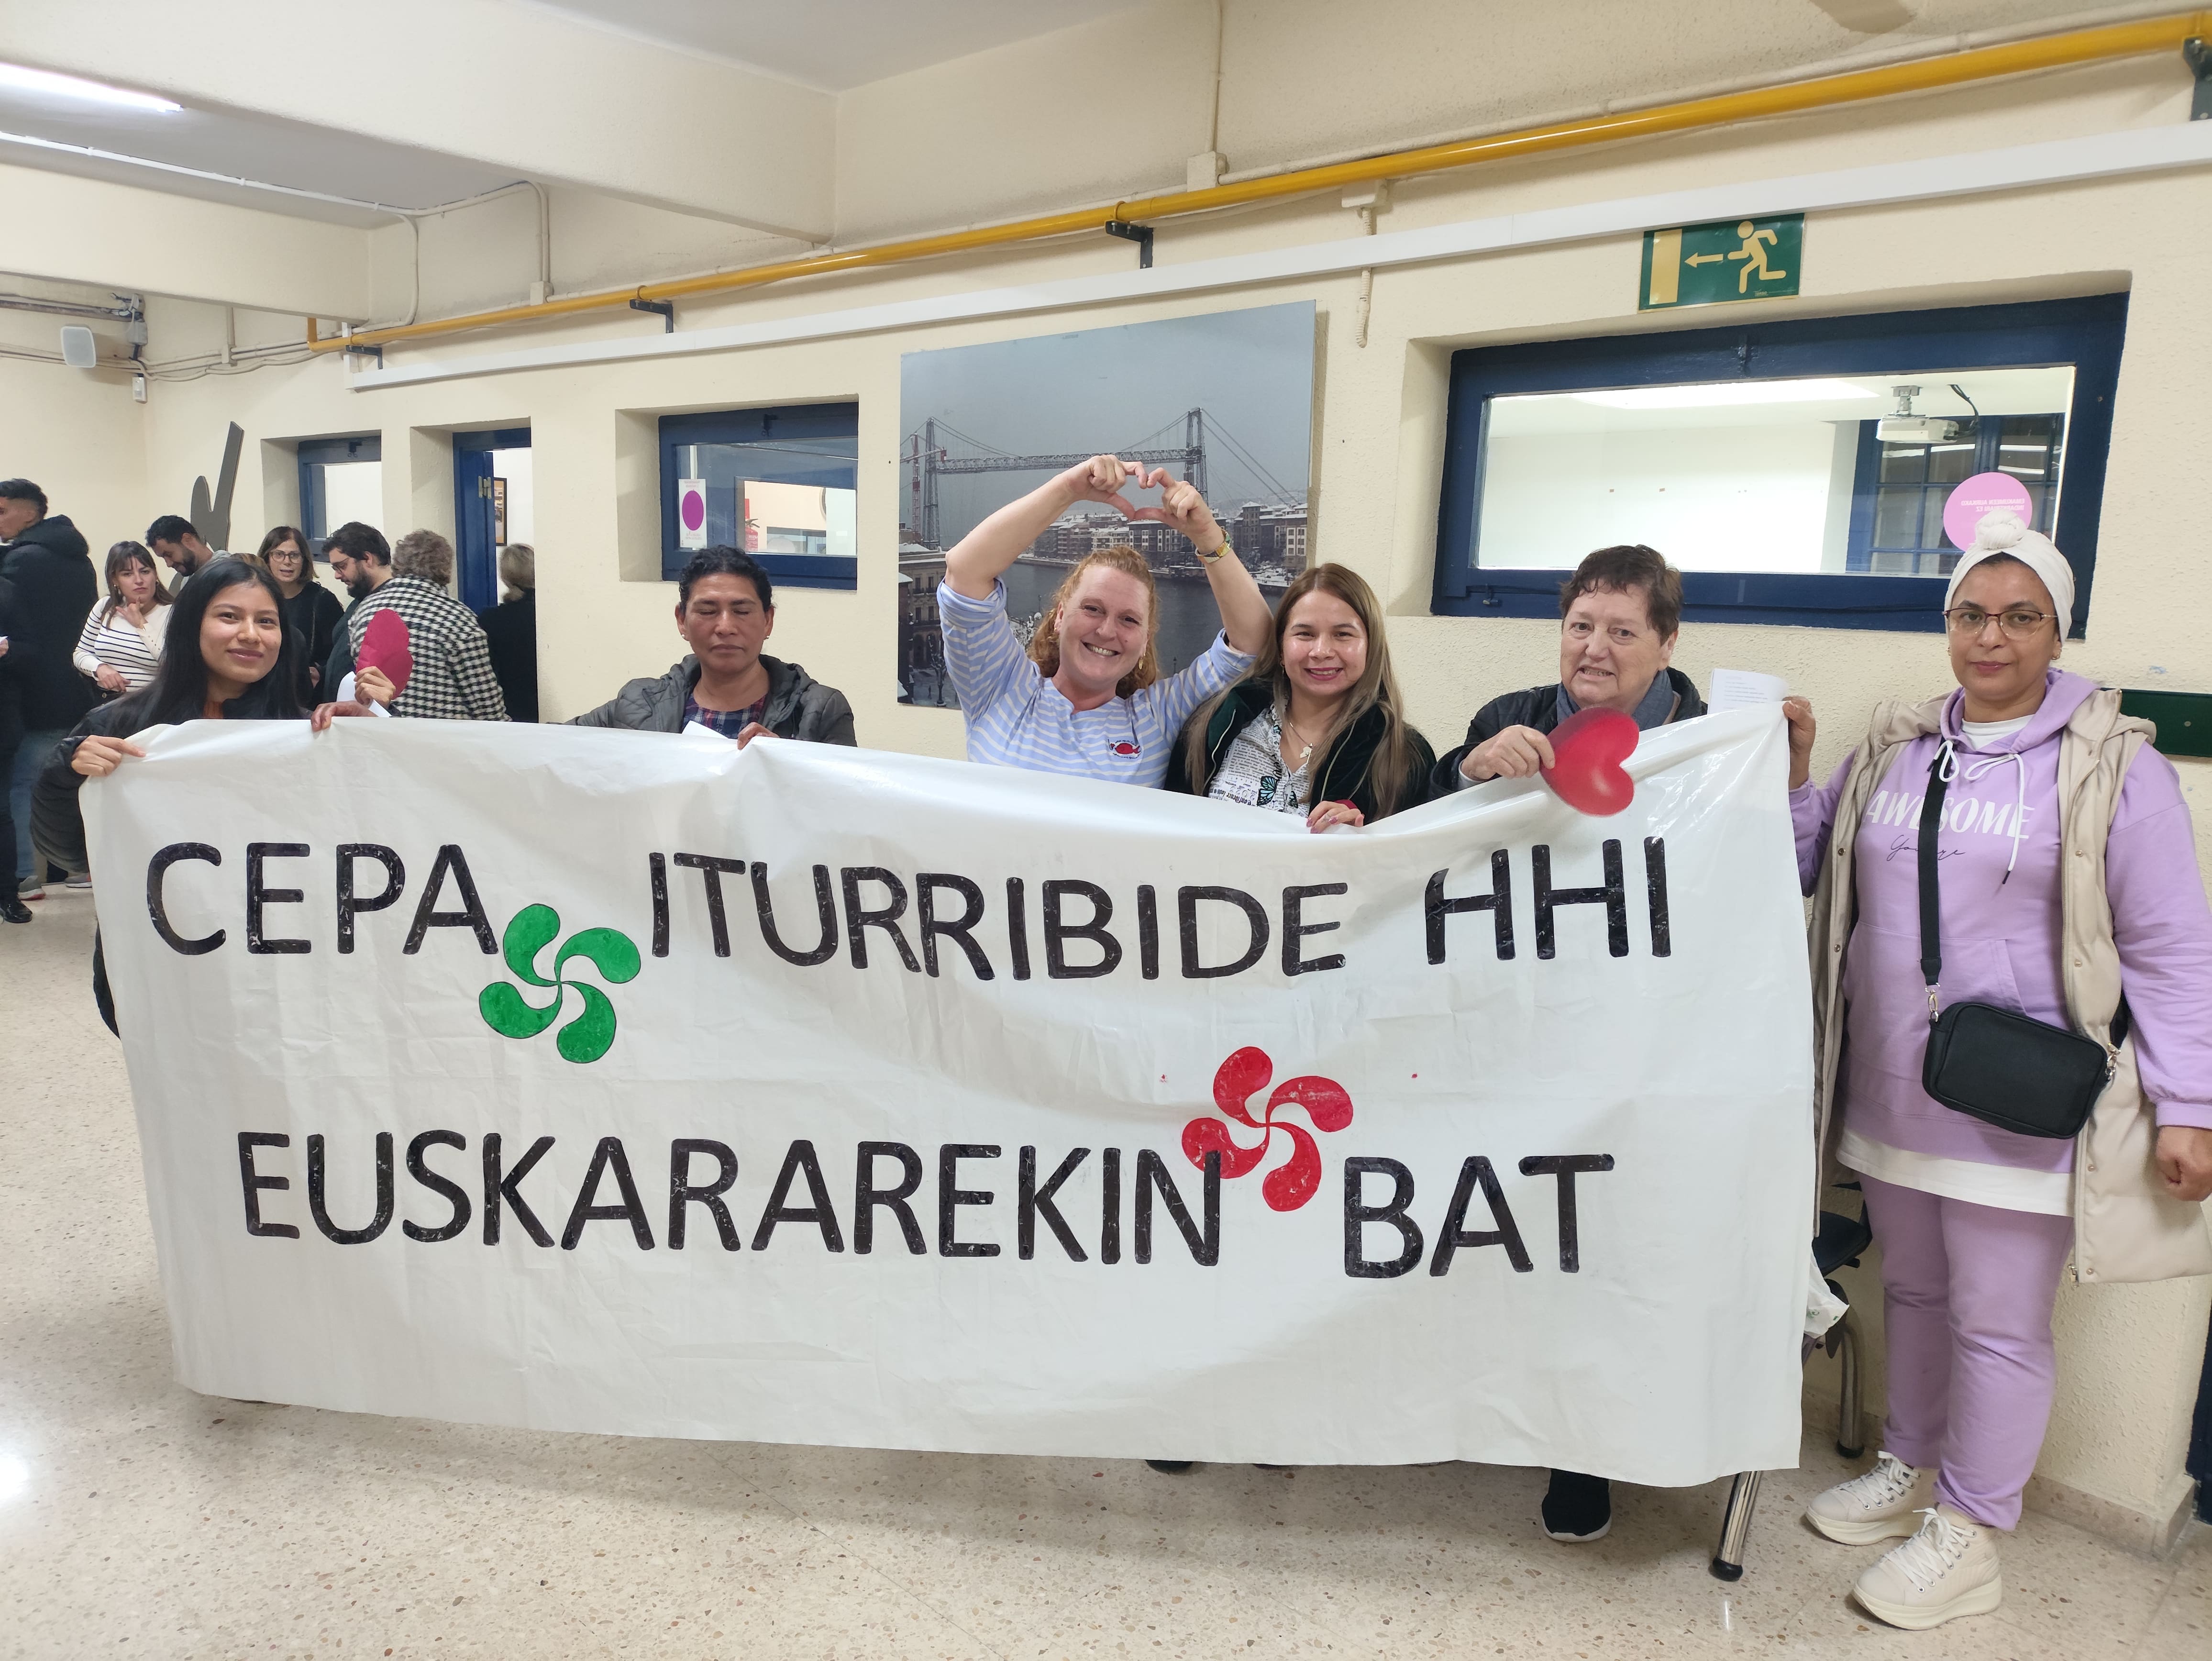 CEPA ITURRIBIDE HHI
EUSKARAREKIN BAT
AWESOME